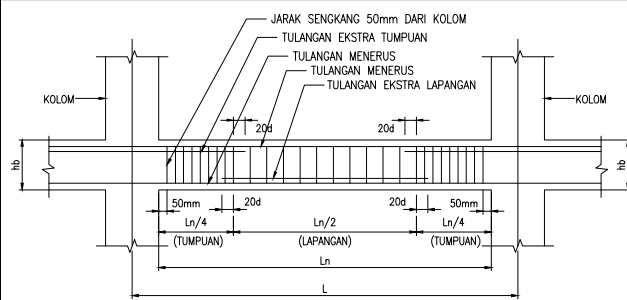 JARAK SENGKANG 50mm DARI KOLOM
TULANGAN EKSTRA TUMPUAN
TULANGAN MENERUS
TULANGAN MENERUS
TULANGAN EKSTRA LAPANGAN
KOLOM
KOLOM
20d
20d
hb
hb
50mm
20d
20d
50mm
Ln/4
Ln/2
Ln/4
(TUMPUAN)
(LAPANGAN)
(TUMPUAN)
Ln
L